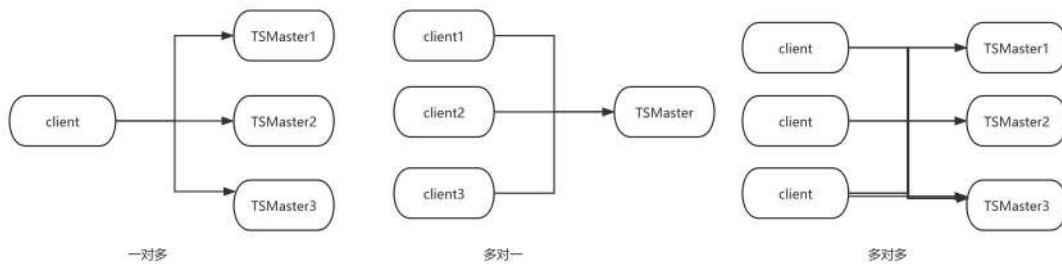 client
TSMaster1
TSMaster2
TSMaster3
一对多
client1
client2
client3
TSMaster
多对一
client
client
client
TSMaster1
TSMaster2
TSMaster3
多对多